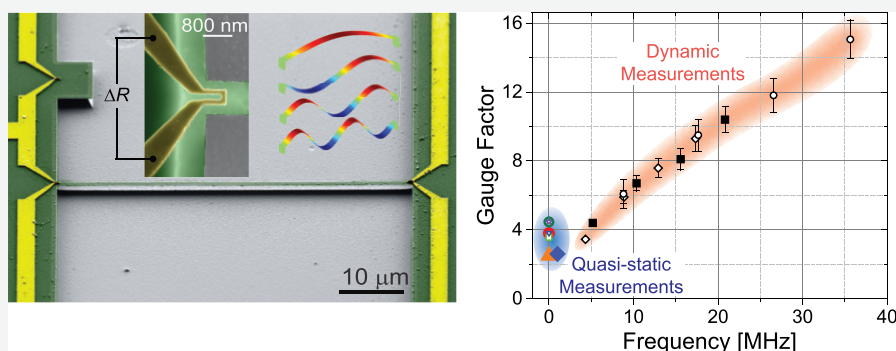 800 nm
ΔR
10 μm
Gauge Factor
16
12
8
4
0
Dynamic
Measurements
Quasi-static
Measurements
0
10
20
30
40
Frequency [MHz]